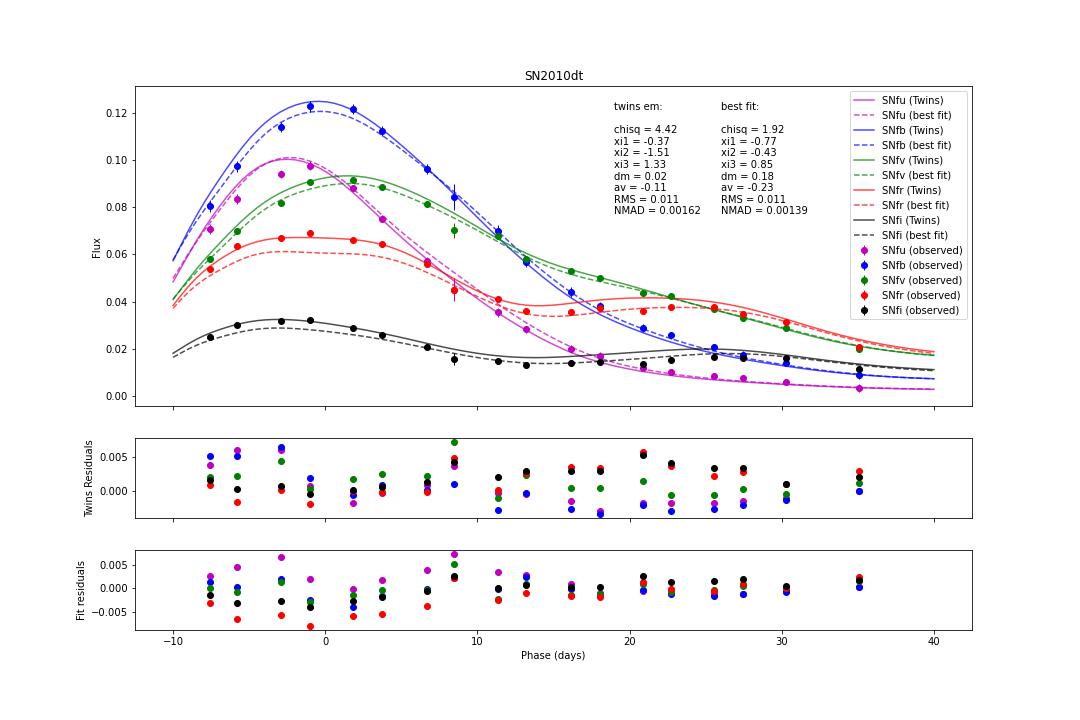 SN2010dt
Flux
0.12
0.10
0.08
0.06
0.04
0.02
0.00
twins em:
chisq = 4.42
xi1 = -0.37
xi2 = -1.51
xi3 = 1.33
dm = 0.02
av = -0.11
RMS = 0.011
NMAD = 0.00162
best fit:
chisq = 1.92
xi1 = -0.77
xi2 = -0.43
xi3 = 0.85
dm = 0.18
av = -0.23
RMS = 0.011
NMAD = 0.00139
SNfu (Twins)
SNfu (best fit)
SNfb (Twins)
SNfb (best fit)
SNfv (Twins)
SNfv (best fit)
SNfr (Twins)
SNfr (best fit)
SNfi (Twins)
SNfi (best fit)
SNfu (observed)
SNfb (observed)
SNfv (observed)
SNfr (observed)
SNfi (observed)
Twins Residuals
0.005
0.000
Fit residuals
0.005
0.000
−0.005
−10
0
10
20
30
40
Phase (days)